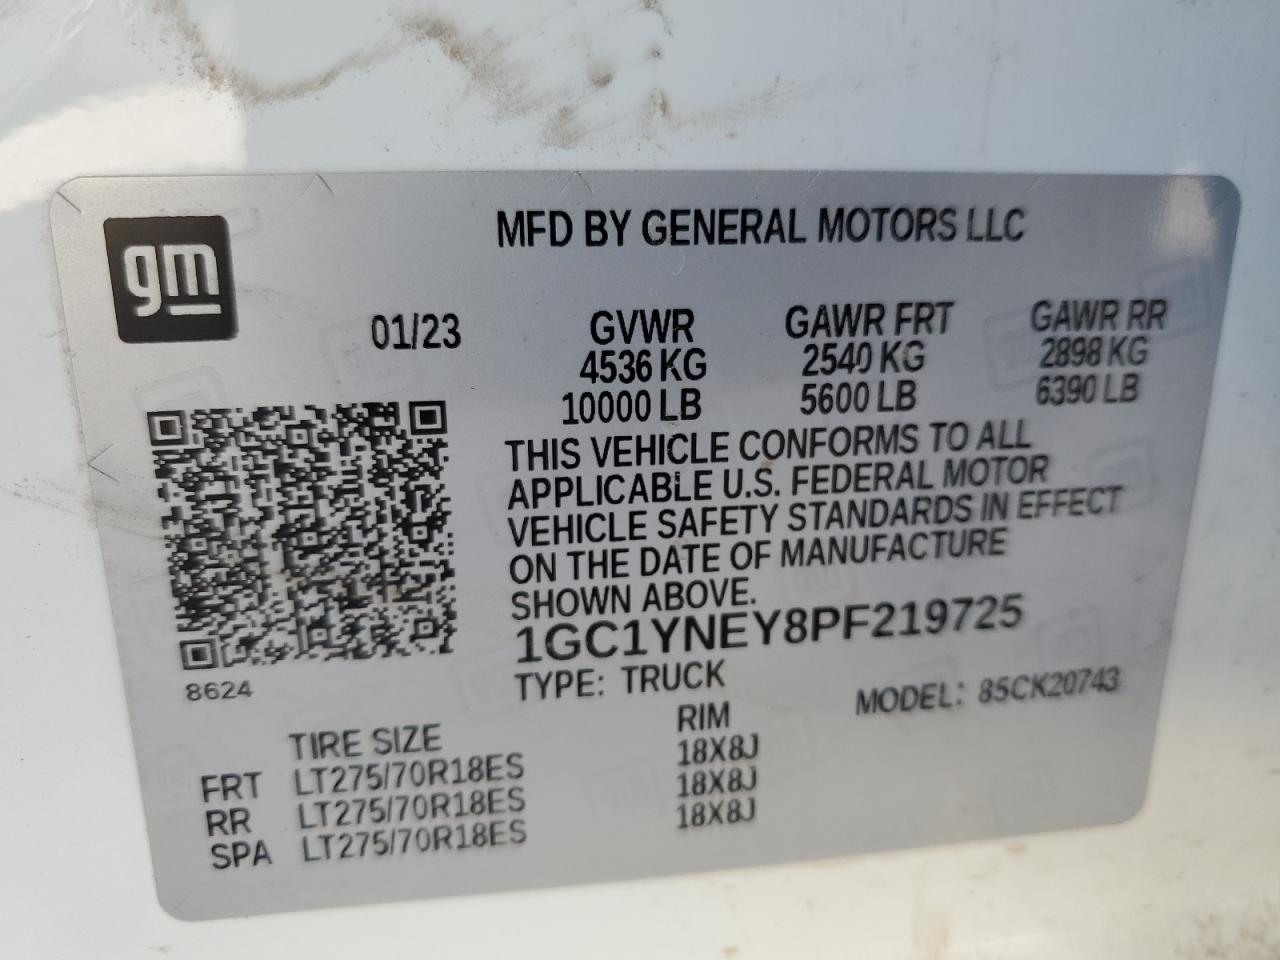 gm
MFD BY GENERAL MOTORS LLC
01/23
GVWR GAWR FRT GAWR RR
4536 KG 2540 KG 2898 KG
10000 LB 5600 LB 6390 LB
THIS VEHICLE CONFORMS TO ALL
APPLICABLE U.S. FEDERAL MOTOR
VEHICLE SAFETY STANDARDS IN EFFECT
ON THE DATE OF MANUFACTURE
SHOWN ABOVE.
1GC1YNEY8PF219725
8624
TYPE: TRUCK MODEL: 85CK20743
TIRE SIZE RIM
FRT LT275/70R18ES 18X8J
RR LT275/70R18ES 18X8J
SPA LT275/70R18ES 18X8J